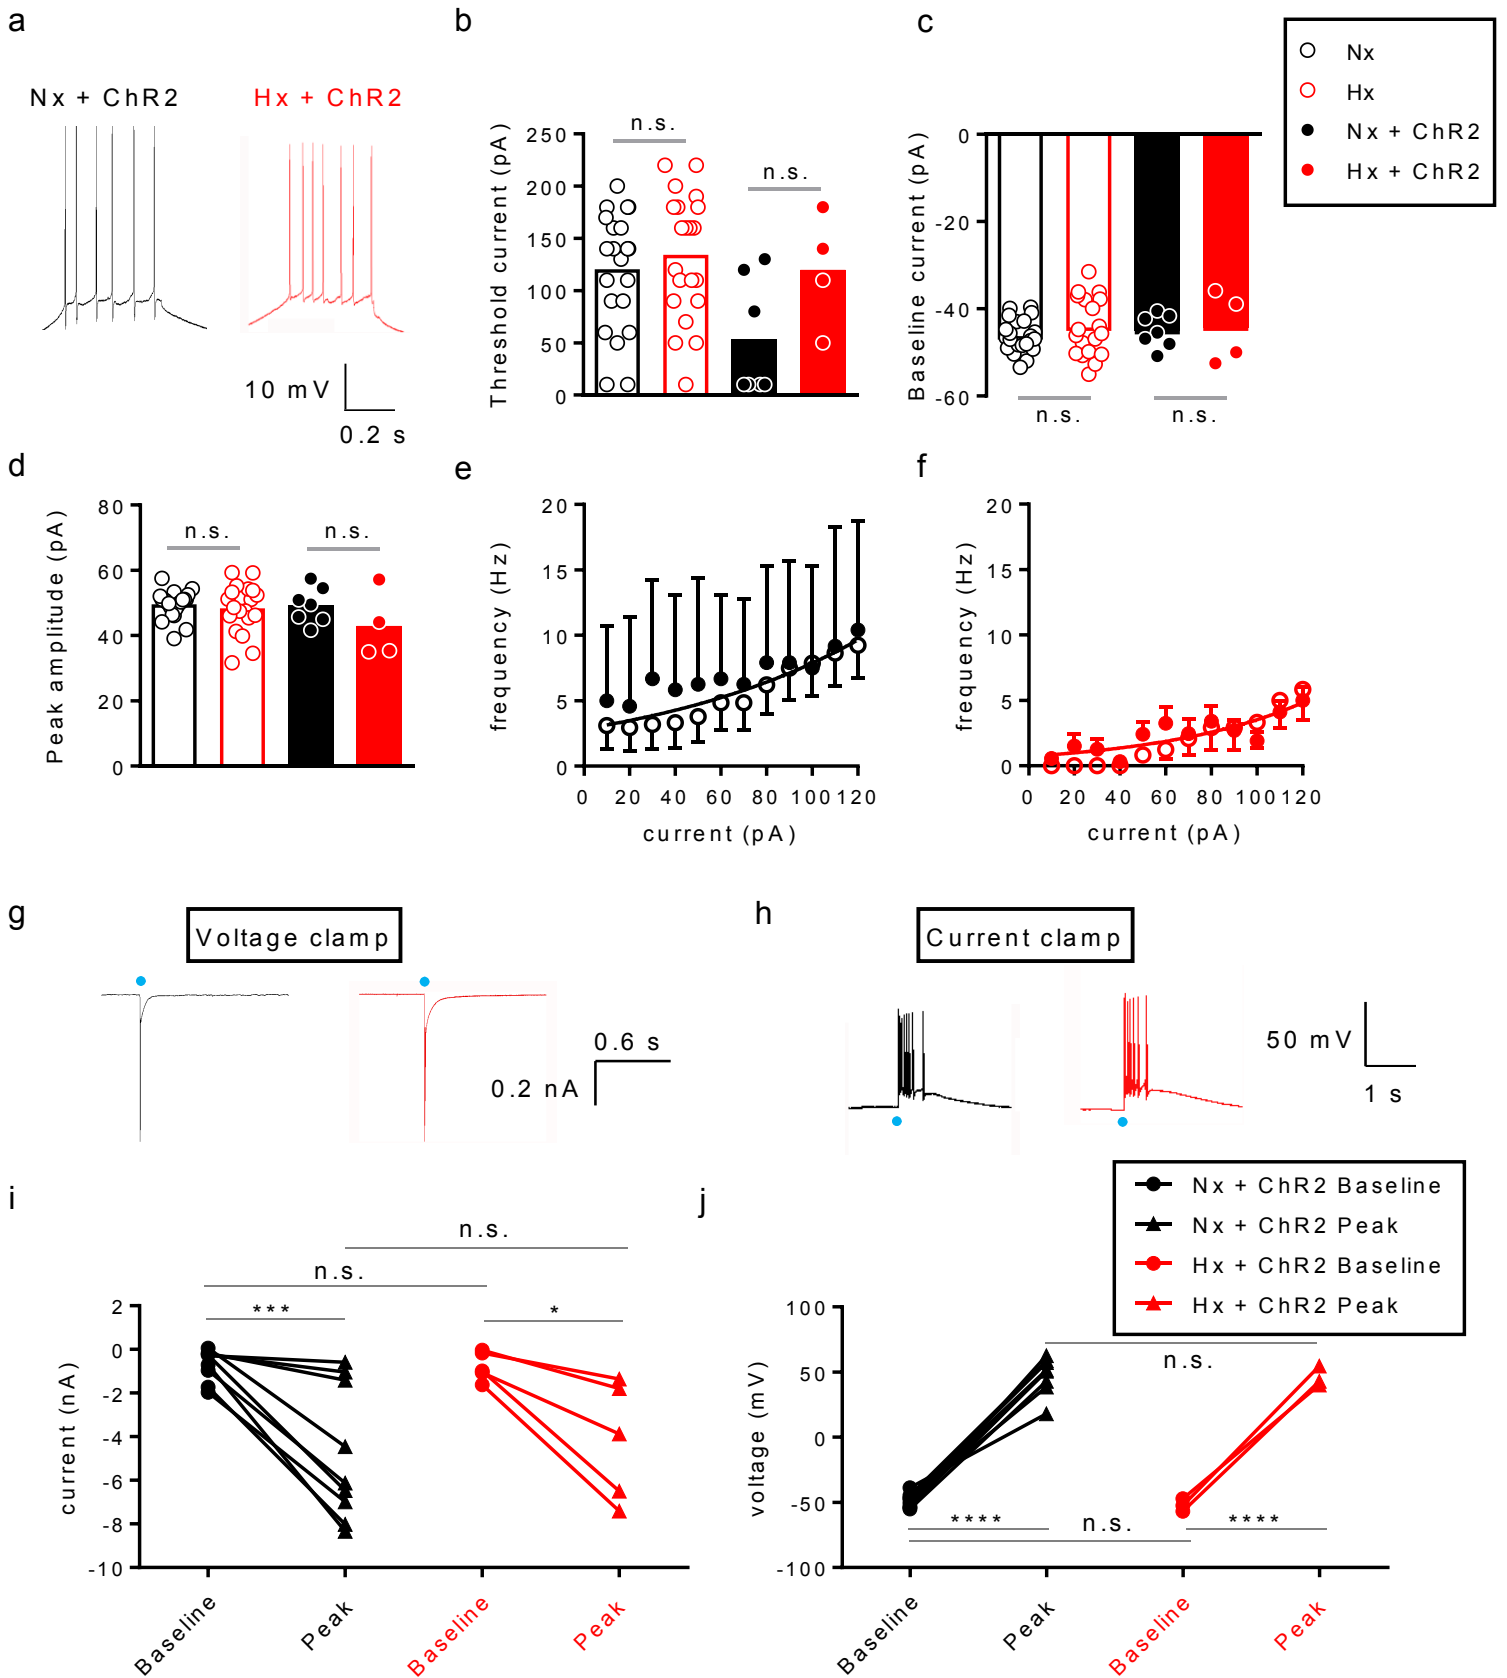 a
b
c
Nx
Hx
Nx + ChR2
Hx + ChR2
Nx + ChR2
Hx + ChR2
10 mV
0.2 s
Threshold current (pA)
250
200
150
100
50
0
n.s.
n.s.
Baseline current (pA)
0
-20
-40
-60
n.s.
n.s.
d
e
f
Peak amplitude (pA)
80
60
40
20
0
n.s.
n.s.
frequency (Hz)
20
15
10
5
0
0 20 40 60 80 100 120
current (pA)
frequency (Hz)
20
15
10
5
0
0 20 40 60 80 100 120
current (pA)
g
Voltage clamp
0.6 s
0.2 nA
h
Current clamp
50 mV
1 s
i
n.s.
n.s.
***
*
current (nA)
2
0
-2
-4
-6
-8
-10
Baseline
Peak
Baseline
Peak
j
Nx + ChR2 Baseline
Nx + ChR2 Peak
Hx + ChR2 Baseline
Hx + ChR2 Peak
voltage (mV)
100
50
0
-50
-100
n.s.
****
n.s.
****
Baseline
Peak
Baseline
Peak